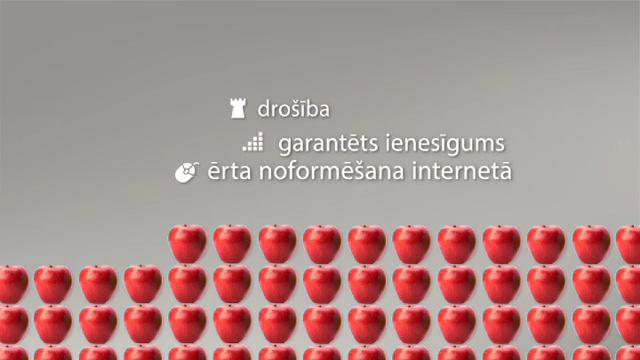 drošība
garantēts ienesīgums
ērta noformēšana internetā